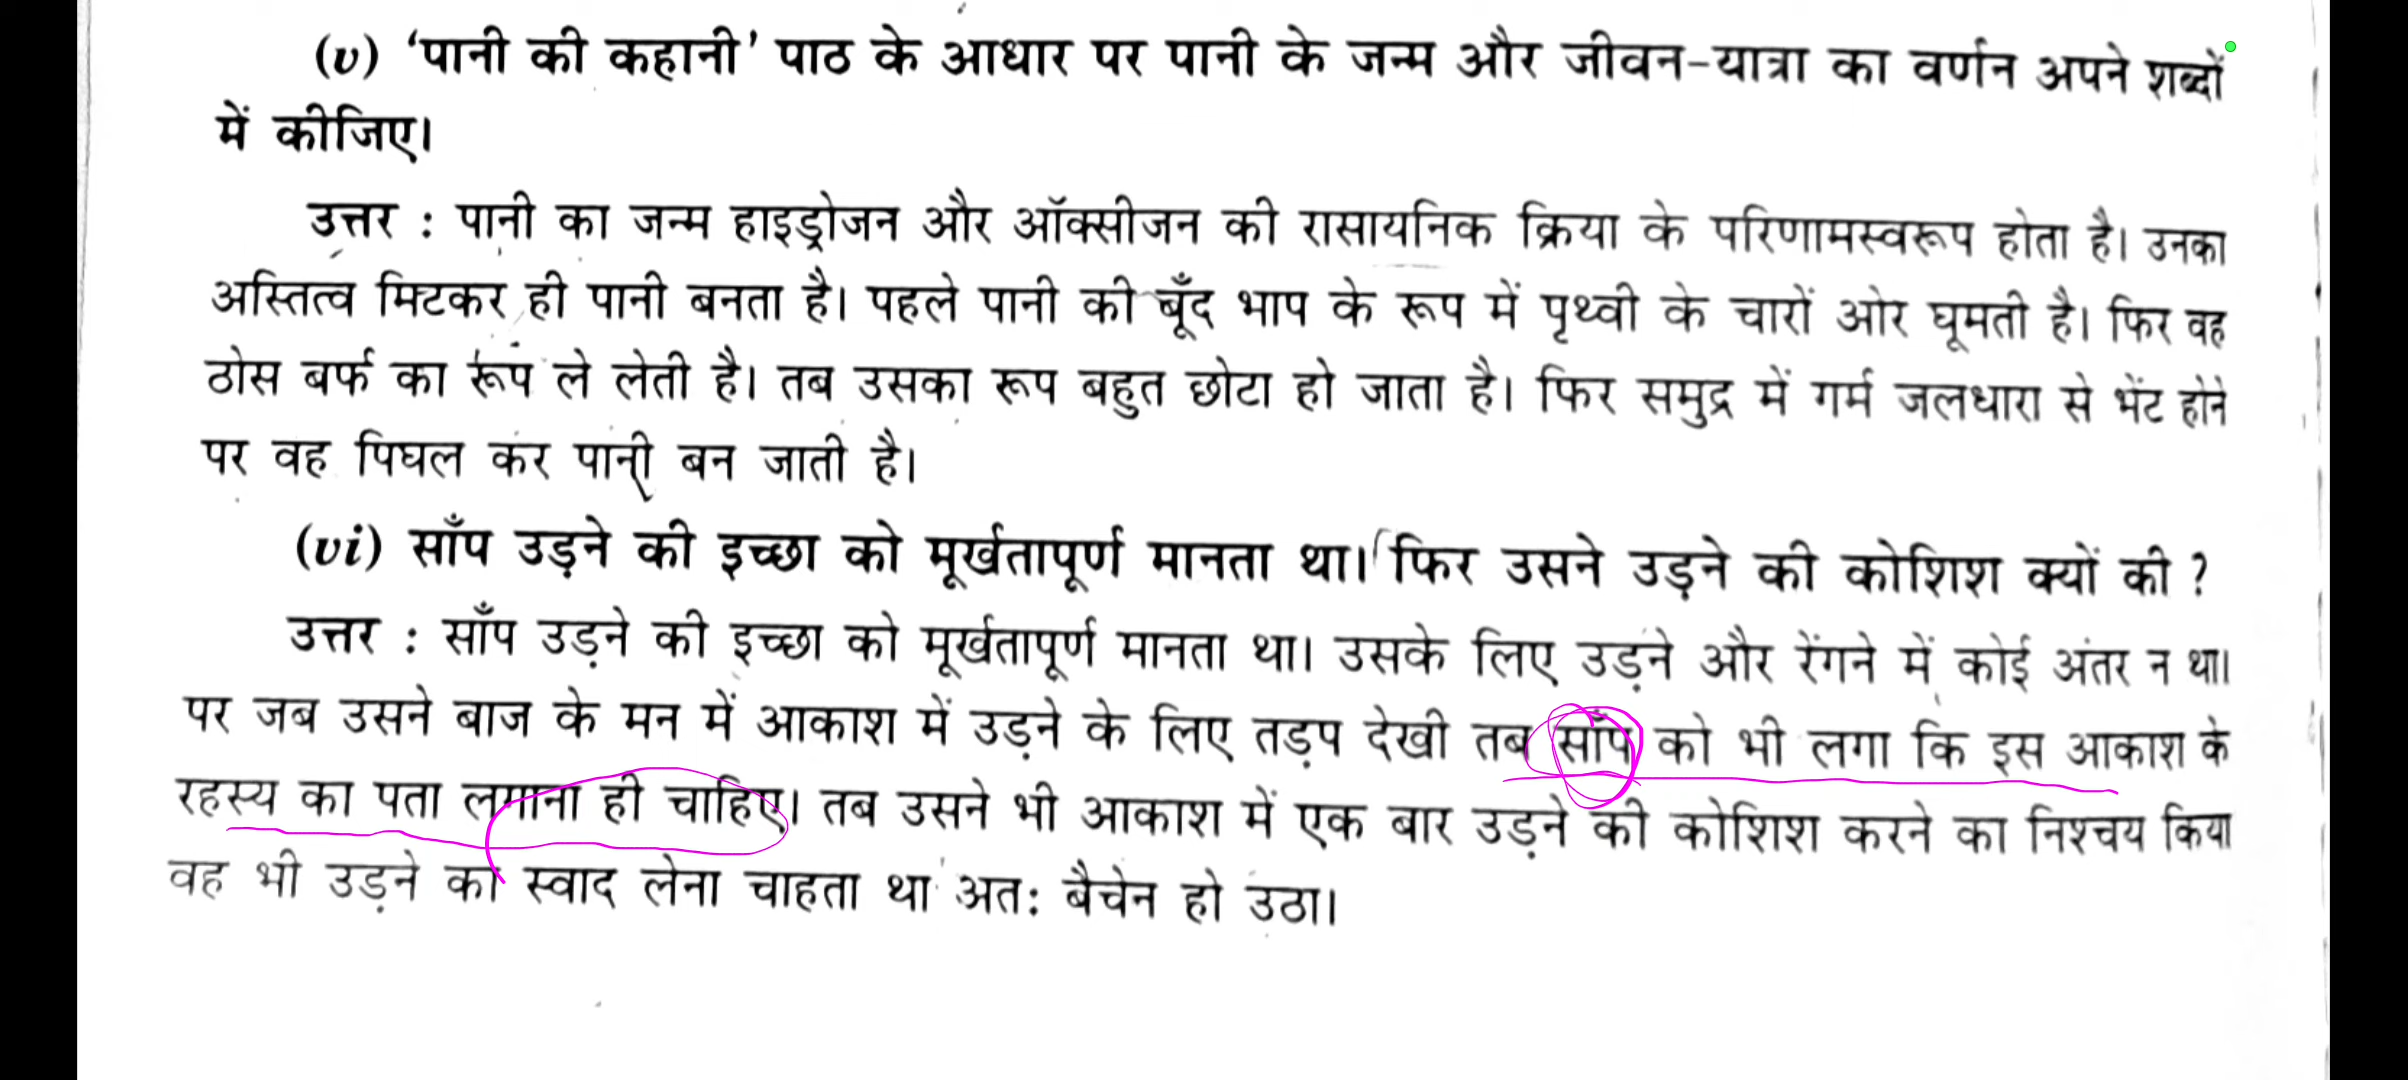 (v) 'पानी की कहानी' पाठ के आधार पर पानी के जन्म और जीवन-यात्रा का वर्णन अपने शब्दों
में कीजिए।
उत्तर : पानी का जन्म हाइड्रोजन और ऑक्सीजन की रासायनिक क्रिया के परिणामस्वरूप होता है। उनका
अस्तित्व मिटकर ही पानी बनता है। पहले पानी की बूँद भाप के रूप में पृथ्वी के चारों ओर घूमती है। फिर वह
ठोस बर्फ का रूप ले लेती है। तब उसका रूप बहुत छोटा हो जाता है। फिर समुद्र में गर्म जलधारा से भेंट होने
पर वह पिघल कर पानी बन जाती है।
(vi) साँप उड़ने की इच्छा को मूर्खतापूर्ण मानता था। फिर उसने उड़ने की कोशिश क्यों की ?
उत्तर : साँप उड़ने की इच्छा को मूर्खतापूर्ण मानता था। उसके लिए उड़ने और रेंगने में कोई अंतर न था।
पर जब उसने बाज के मन में आकाश में उड़ने के लिए तड़प देखी तब साँप को भी लगा कि इस आकाश के
रहस्य का पता लगाना ही चाहिए। तब उसने भी आकाश में एक बार उड़ने की कोशिश करने का निश्चय किया
वह भी उड़ने का स्वाद लेना चाहता था अत: बैचेन हो उठा।